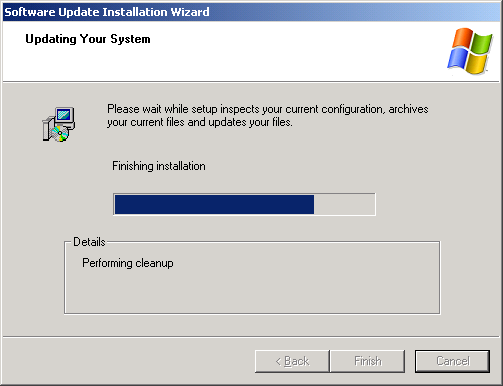 Software Update Installation Wizard
Updating Your System
Please wait while setup inspects your current configuration, archives
your current files and updates your files.
Finishing installation
Details
Performing cleanup
< Back
Finish
Cancel